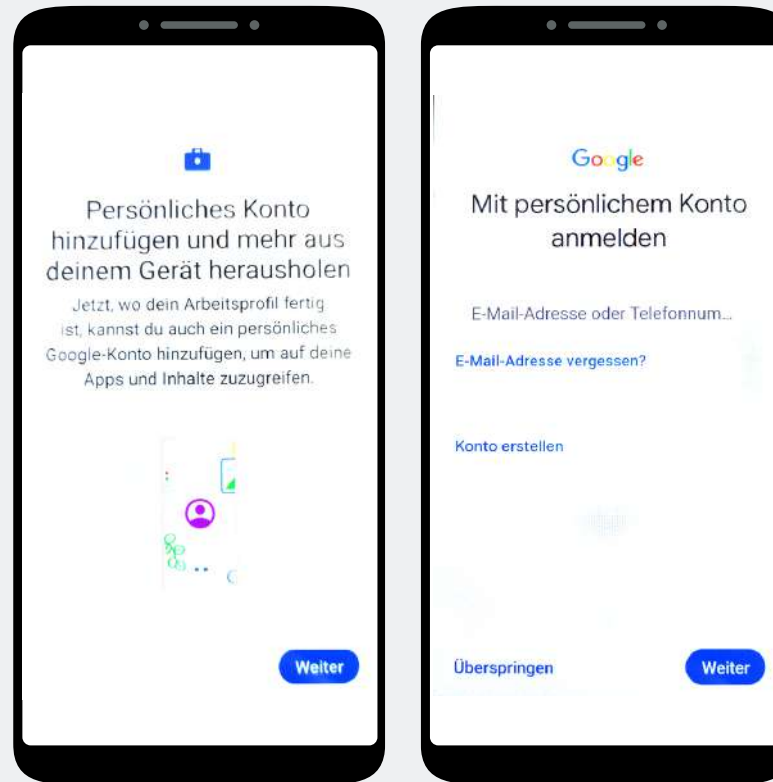 Persönliches Konto
hinzufügen und mehr aus
deinem Gerät herausholen
Jetzt, wo dein Arbeitsprofil fertig
ist, kannst du auch ein persönliches
Google-Konto hinzufügen, um auf deine
Apps und Inhalte zuzugreifen.
Weiter
Google
Mit persönlichem Konto
anmelden
E-Mail-Adresse oder Telefonnum...
E-Mail-Adresse vergessen?
Konto erstellen
Überspringen
Weiter